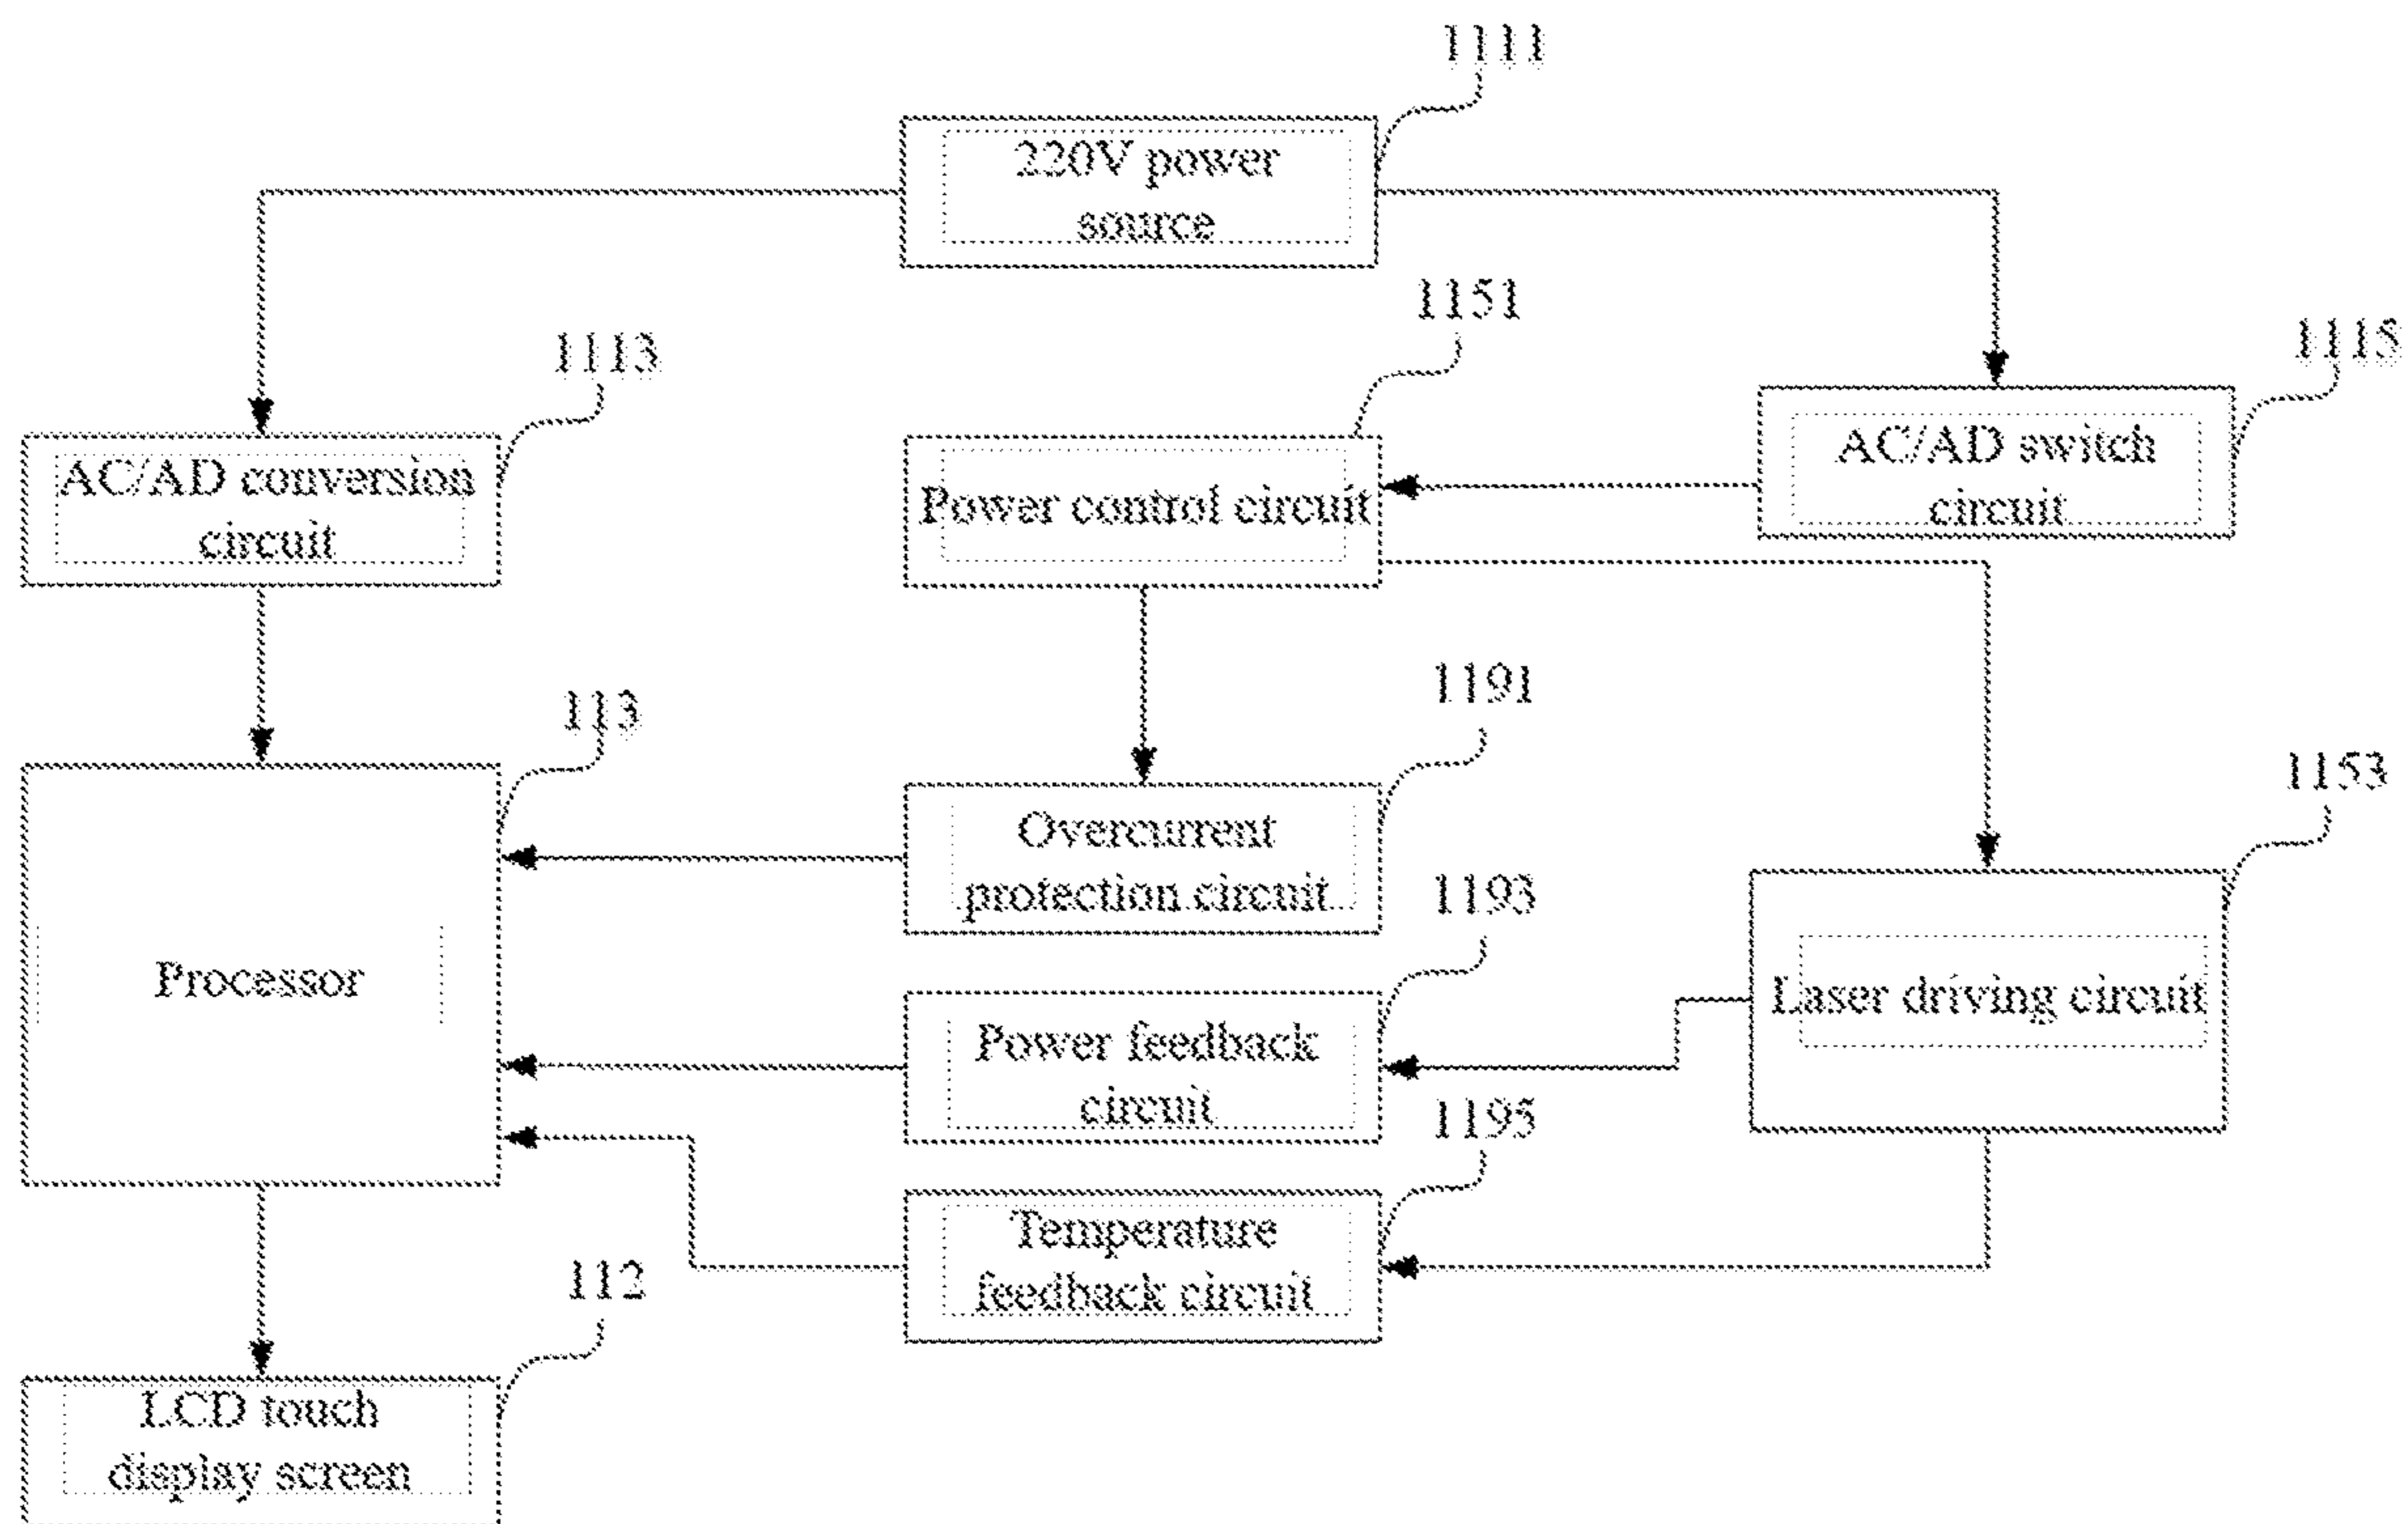 1111
220V power
source
1151
1113
1115
AC/AD conversion
circuit
Power control circuit
AC/AD switch
circuit
113
1191
1153
Overcurrent
protection circuit
1193
Processor
Laser driving circuit
Power feedback
circuit
1195
Temperature
feedback circuit
112
LCD touch
display screen